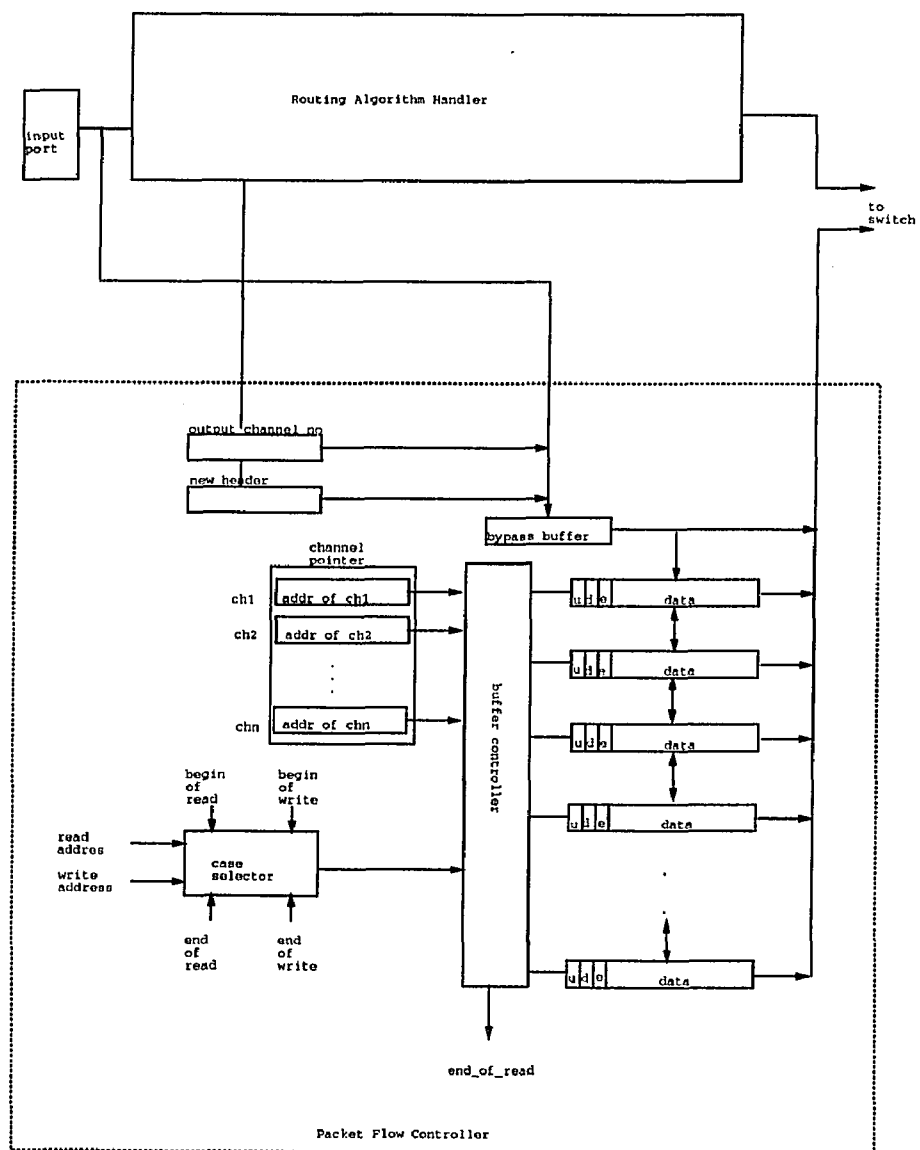 Routing Algorithm Handler
input
port
to
switch
output channel no
new header
bypass buffer
channel
pointer
ch1
addr of ch1
u d e
data
ch2
addr of ch2
u d e
data
chn
addr of chn
u d e
data
buffer controller
begin
of
read
begin
of
write
u d e
data
read
addres
case
selector
write
address
end
of
read
end
of
write
u d e
data
end_of_read
Packet Flow Controller